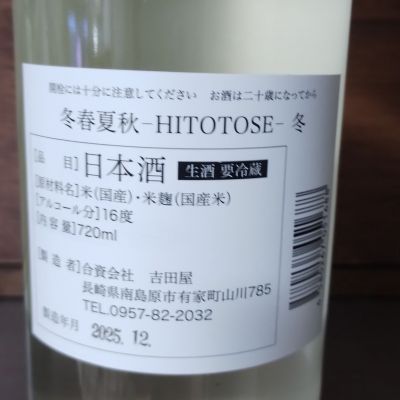 開栓には十分に注意してください　お酒は二十歳になってから
冬春夏秋-HITOTOSE-冬
[品　目]日本酒 生酒 要冷蔵
[原材料名]米(国産)・米麹(国産米)
[アルコール分]16度
[内容量]720ml
[製造者]合資会社　吉田屋
長崎県南島原市有家町山川785
TEL.0957-82-2032
製造年月 2025.12.